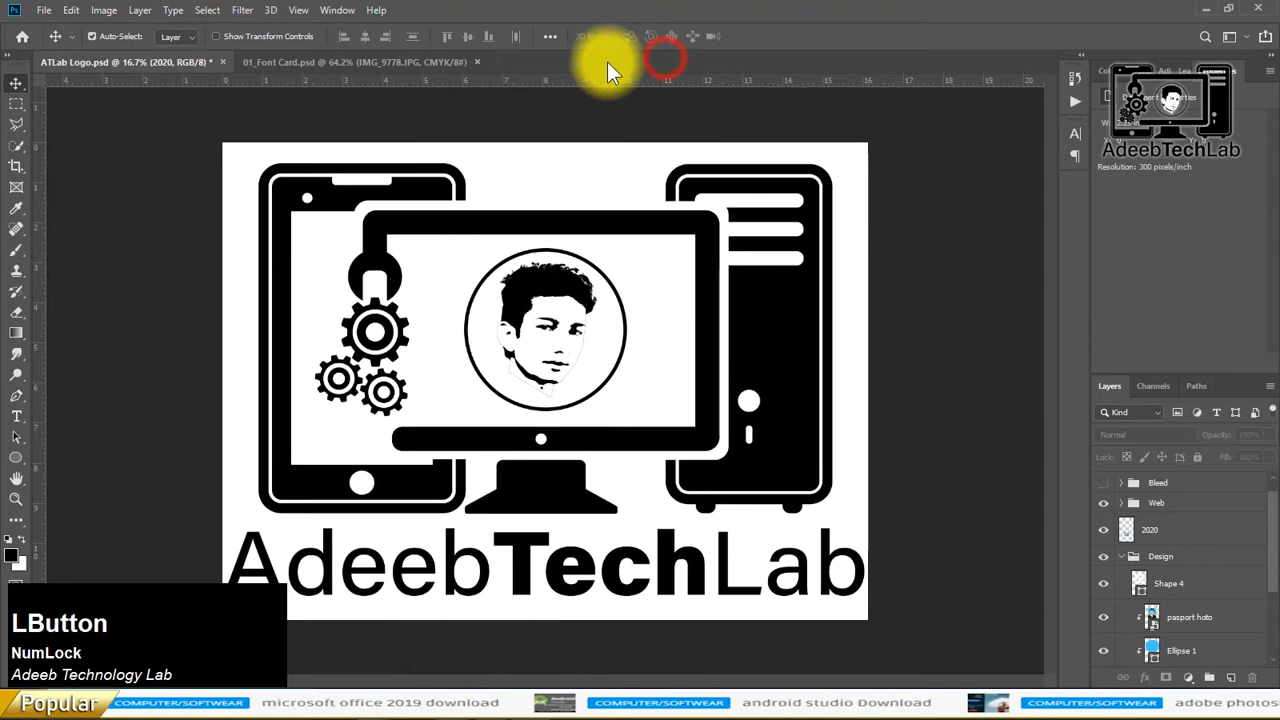 File Edit Image Layer Type Select Filter 3D View Window Help
Auto-Select: Layer Show Transform Controls
ATLab Logo.psd @ 16.7% (2020, RGB/8) *
01_Font Card.psd @ 64.2% (IMG_1778.JPG, CMYK/8#)
AdeebTechLab
Resolution: 300 pixels/inch
AdeebTechLab
Layers Channels Paths
Kind
Normal Opacity: 100%
Lock: Fill: 100%
Bleed
Web
2020
Design
Shape 4
pasport hoto
Ellipse 1
LButton
NumLock
Adeeb Technology Lab
Popular
COMPUTER/SOFTWEAR microsoft office 2019 download COMPUTER/SOFTWEAR android studio Download COMPUTER/SOFTWEAR adobe photos